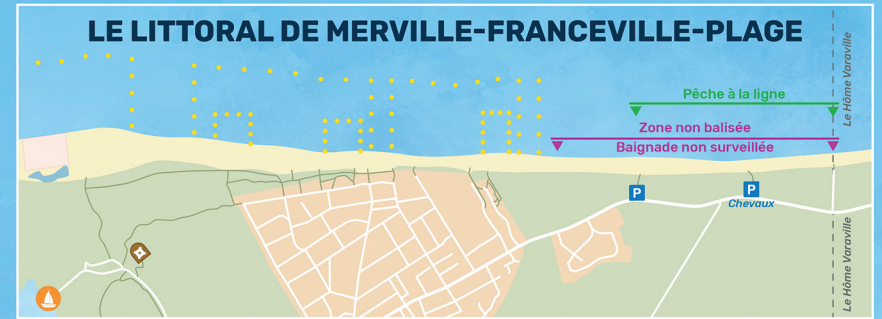 LE LITTORAL DE MERVILLE-FRANCEVILLE-PLAGE
Le Hôme Varaville
Pêche à la ligne
Zone non balisée
Baignade non surveillée
P
P
Chevaux
Le Hôme Varaville